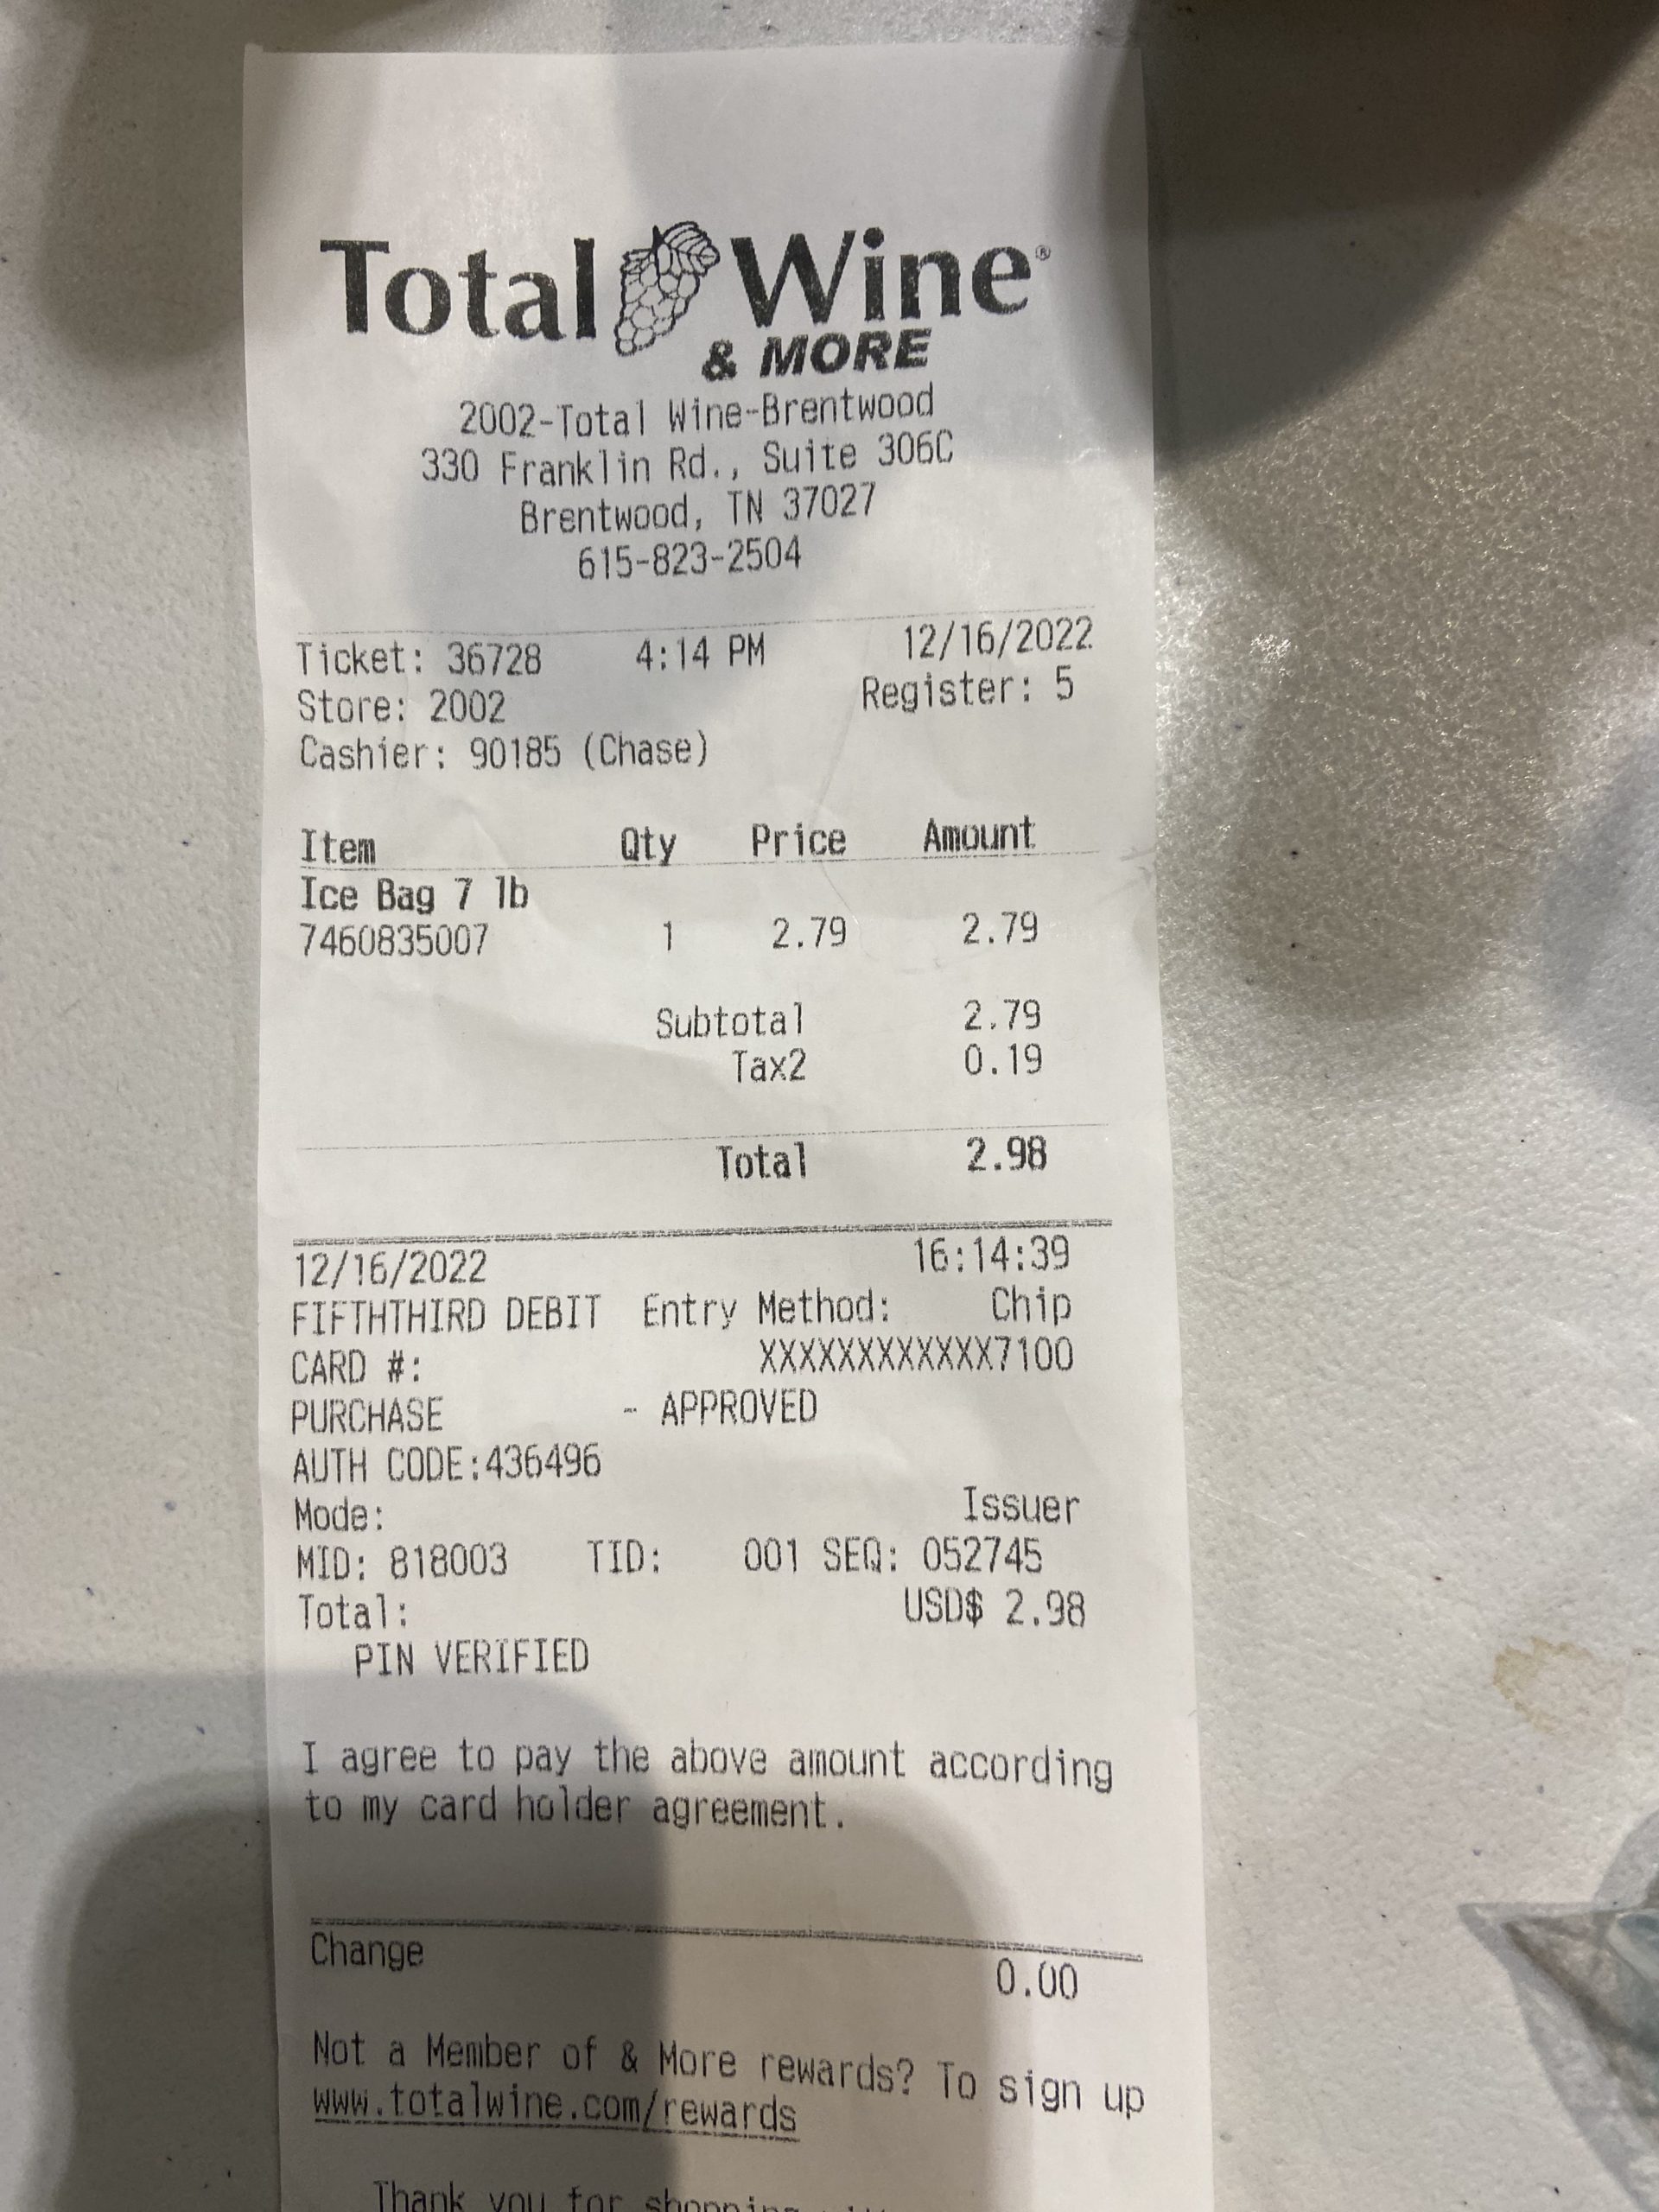 Total Wine®
& MORE
2002-Total Wine-Brentwood
330 Franklin Rd., Suite 306C
Brentwood, TN 37027
615-823-2504
Ticket: 36728 4:14 PM 12/16/2022
Store: 2002 Register: 5
Cashier: 90185 (Chase)
Item Qty Price Amount
Ice Bag 7 lb
7460835007 1 2.79 2.79
Subtotal 2.79
Tax2 0.19
Total 2.98
12/16/2022 16:14:39
FIFTHTHIRD DEBIT Entry Method: Chip
CARD #: XXXXXXXXXXXX7100
PURCHASE - APPROVED
AUTH CODE:436496
Mode: Issuer
MID: 818003 TID: 001 SEQ: 052745
Total: USD$ 2.98
PIN VERIFIED
I agree to pay the above amount according
to my card holder agreement.
Change 0.00
Not a Member of & More rewards? To sign up
www.totalwine.com/rewards
Thank you for shopping